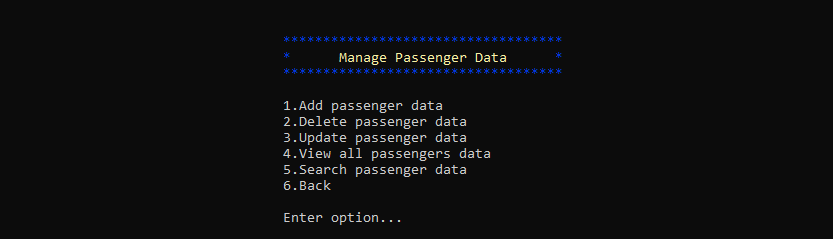 ***********************************
* Manage Passenger Data *
***********************************
1.Add passenger data
2.Delete passenger data
3.Update passenger data
4.View all passengers data
5.Search passenger data
6.Back
Enter option...